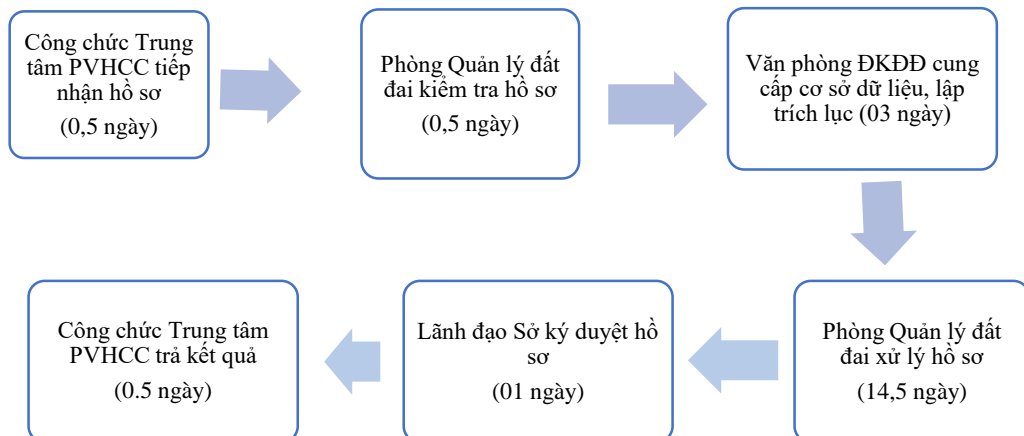 Công chức Trung
tâm PVHCC tiếp
nhận hồ sơ
(0,5 ngày)
Phòng Quản lý đất
đai kiểm tra hồ sơ
(0,5 ngày)
Văn phòng ĐKĐĐ cung
cấp cơ sở dữ liệu, lập
trích lục (03 ngày)
Phòng Quản lý đất
đai xử lý hồ sơ
(14,5 ngày)
Lãnh đạo Sở ký duyệt hồ
sơ
(01 ngày)
Công chức Trung tâm
PVHCC trả kết quả
(0.5 ngày)